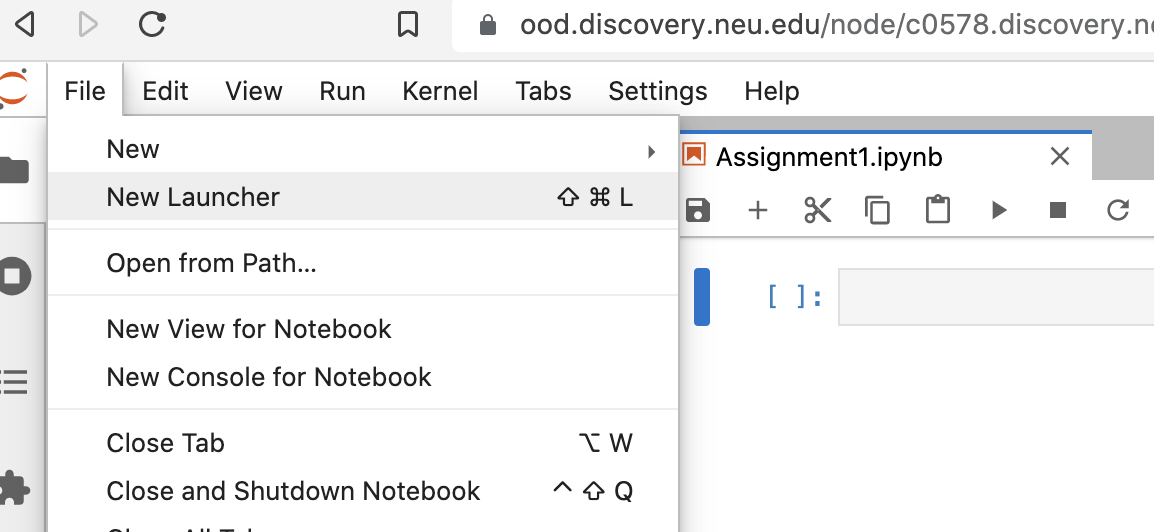 ood.discovery.neu.edu/node/c0578.discovery.ne
File Edit View Run Kernel Tabs Settings Help
New
New Launcher ⇧ ⌘ L
Assignment1.ipynb
Open from Path...
[ ]:
New View for Notebook
New Console for Notebook
Close Tab ⌥ W
Close and Shutdown Notebook ^ ⇧ Q